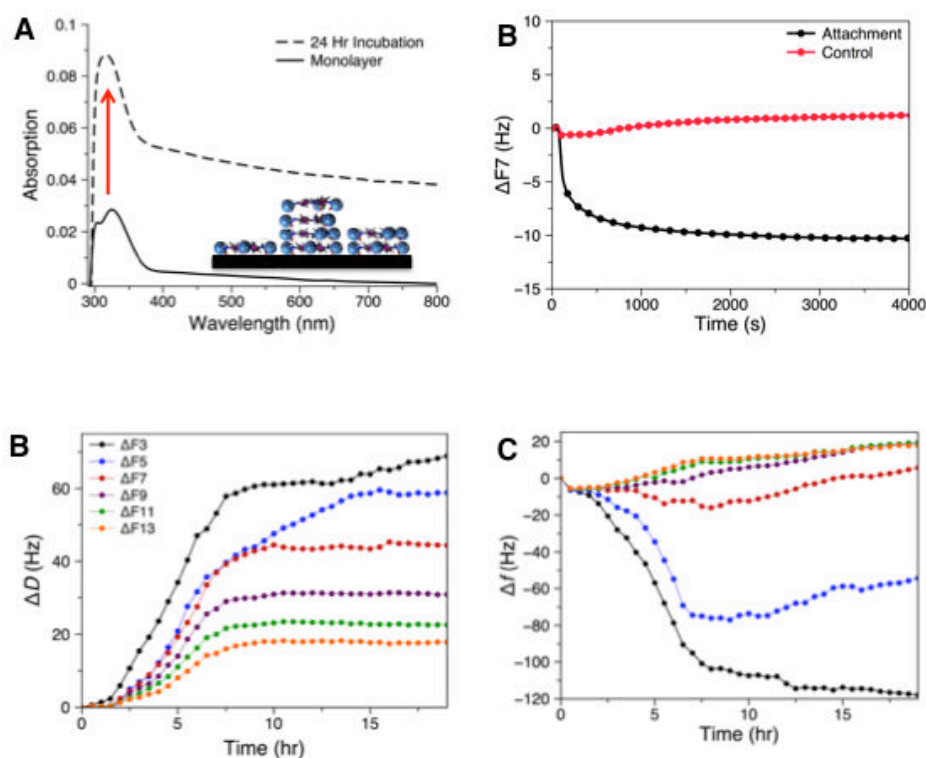 A
0.1
0.08
0.06
0.04
0.02
0
Absorption
24 Hr Incubation
Monolayer
300 400 500 600 700 800
Wavelength (nm)
B
10
5
0
-5
-10
-15
ΔF7 (Hz)
Attachment
Control
0 1000 2000 3000 4000
Time (s)
B
60
40
20
0
ΔD (Hz)
ΔF3
ΔF5
ΔF7
ΔF9
ΔF11
ΔF13
0 5 10 15
Time (hr)
C
20
0
-20
-40
-60
-80
-100
-120
Δf (Hz)
0 5 10 15
Time (hr)